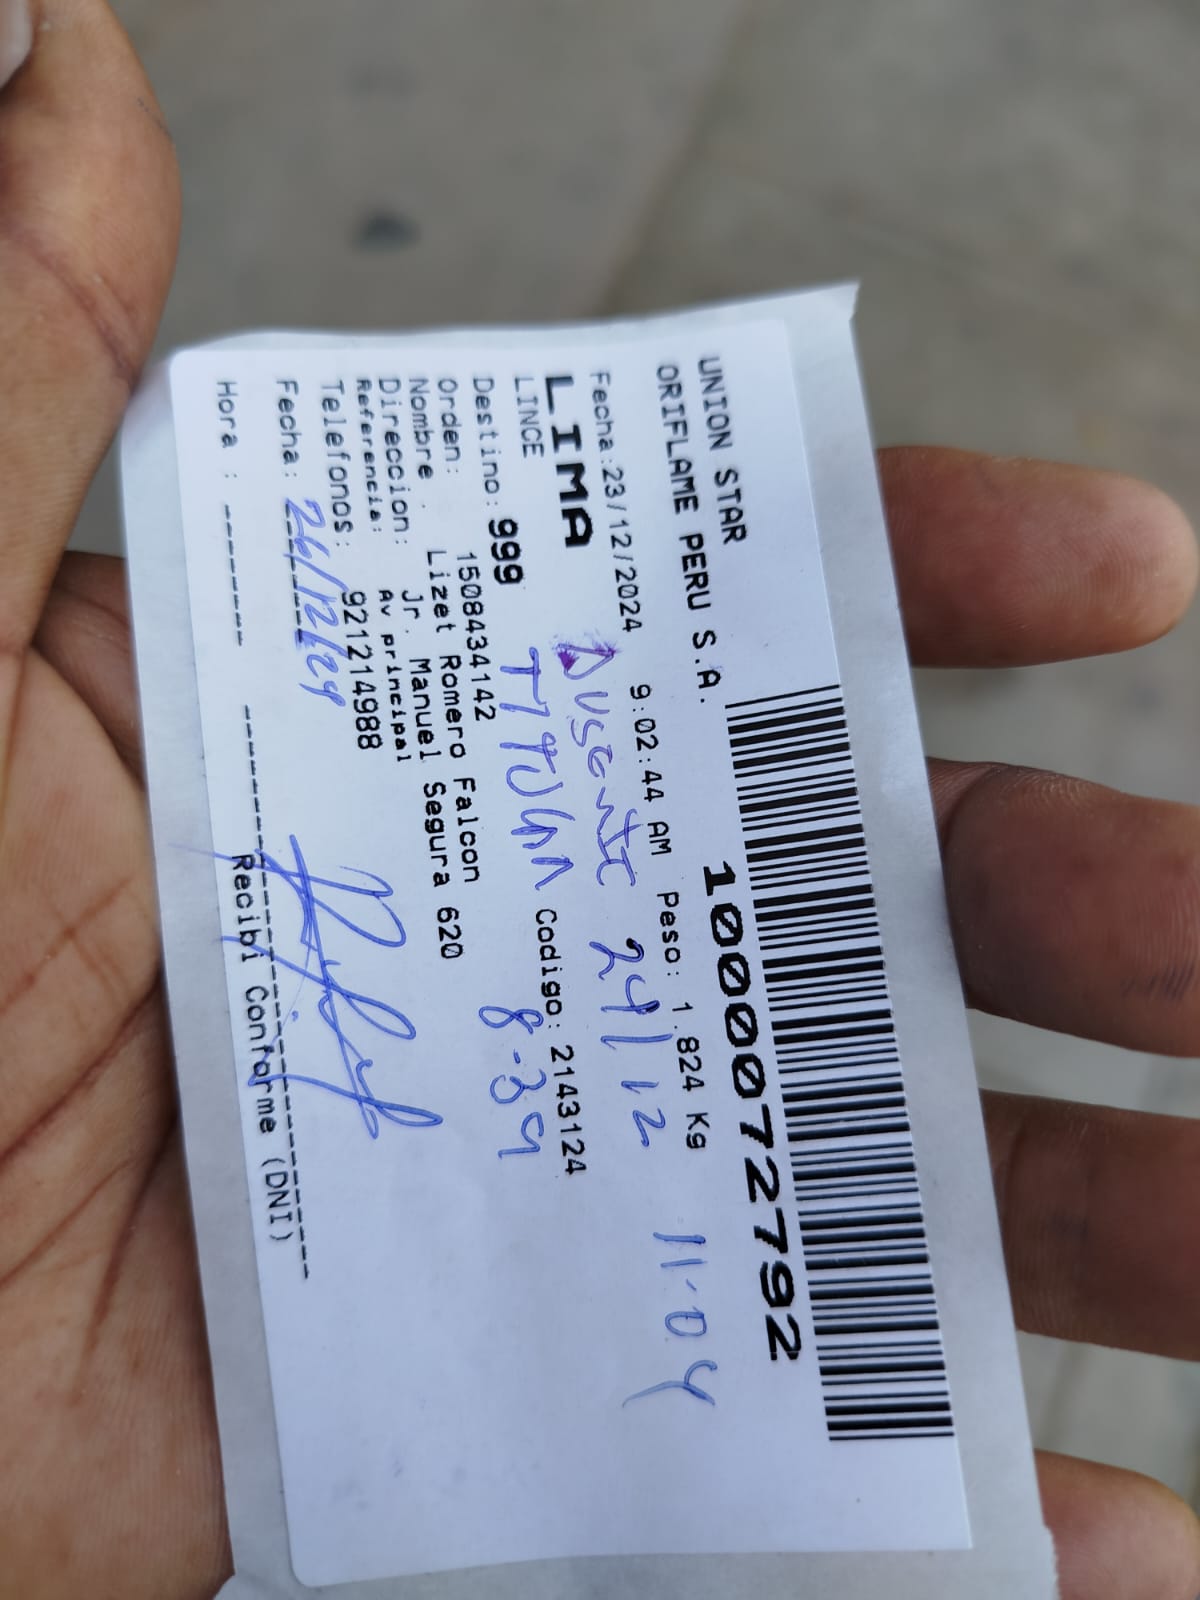 UNION STAR
ORIFLAME PERU S.A.
10000727792
Fecha:23/12/2024 9:02:44 AM Peso: 1.824 Kg
11-04
LIMA
Ausente 24/12
LINCE
Codigo: 2143124
Destino: 999
8-39
Orden: 1508434142
Nombre : Lizet Romero Falcon
Direccion: Jr. Manuel Segura 620
Referencia: Av principal
Telefonos: 921214988
Fecha: 26/12/24
Hora :
Recibi Conforme (DNI)